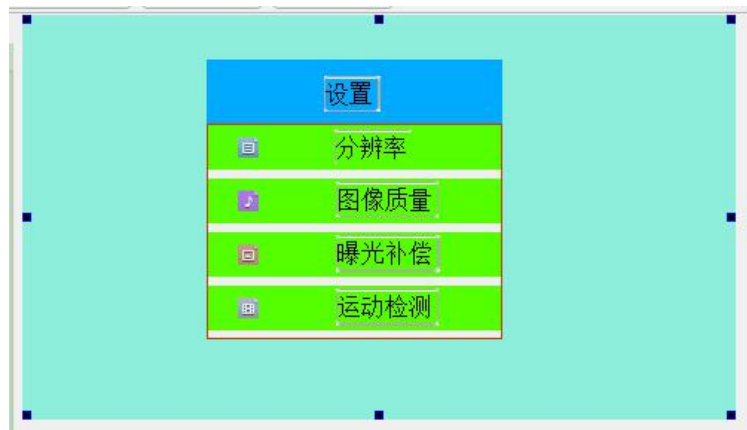 设置
分辨率
图像质量
曝光补偿
运动检测